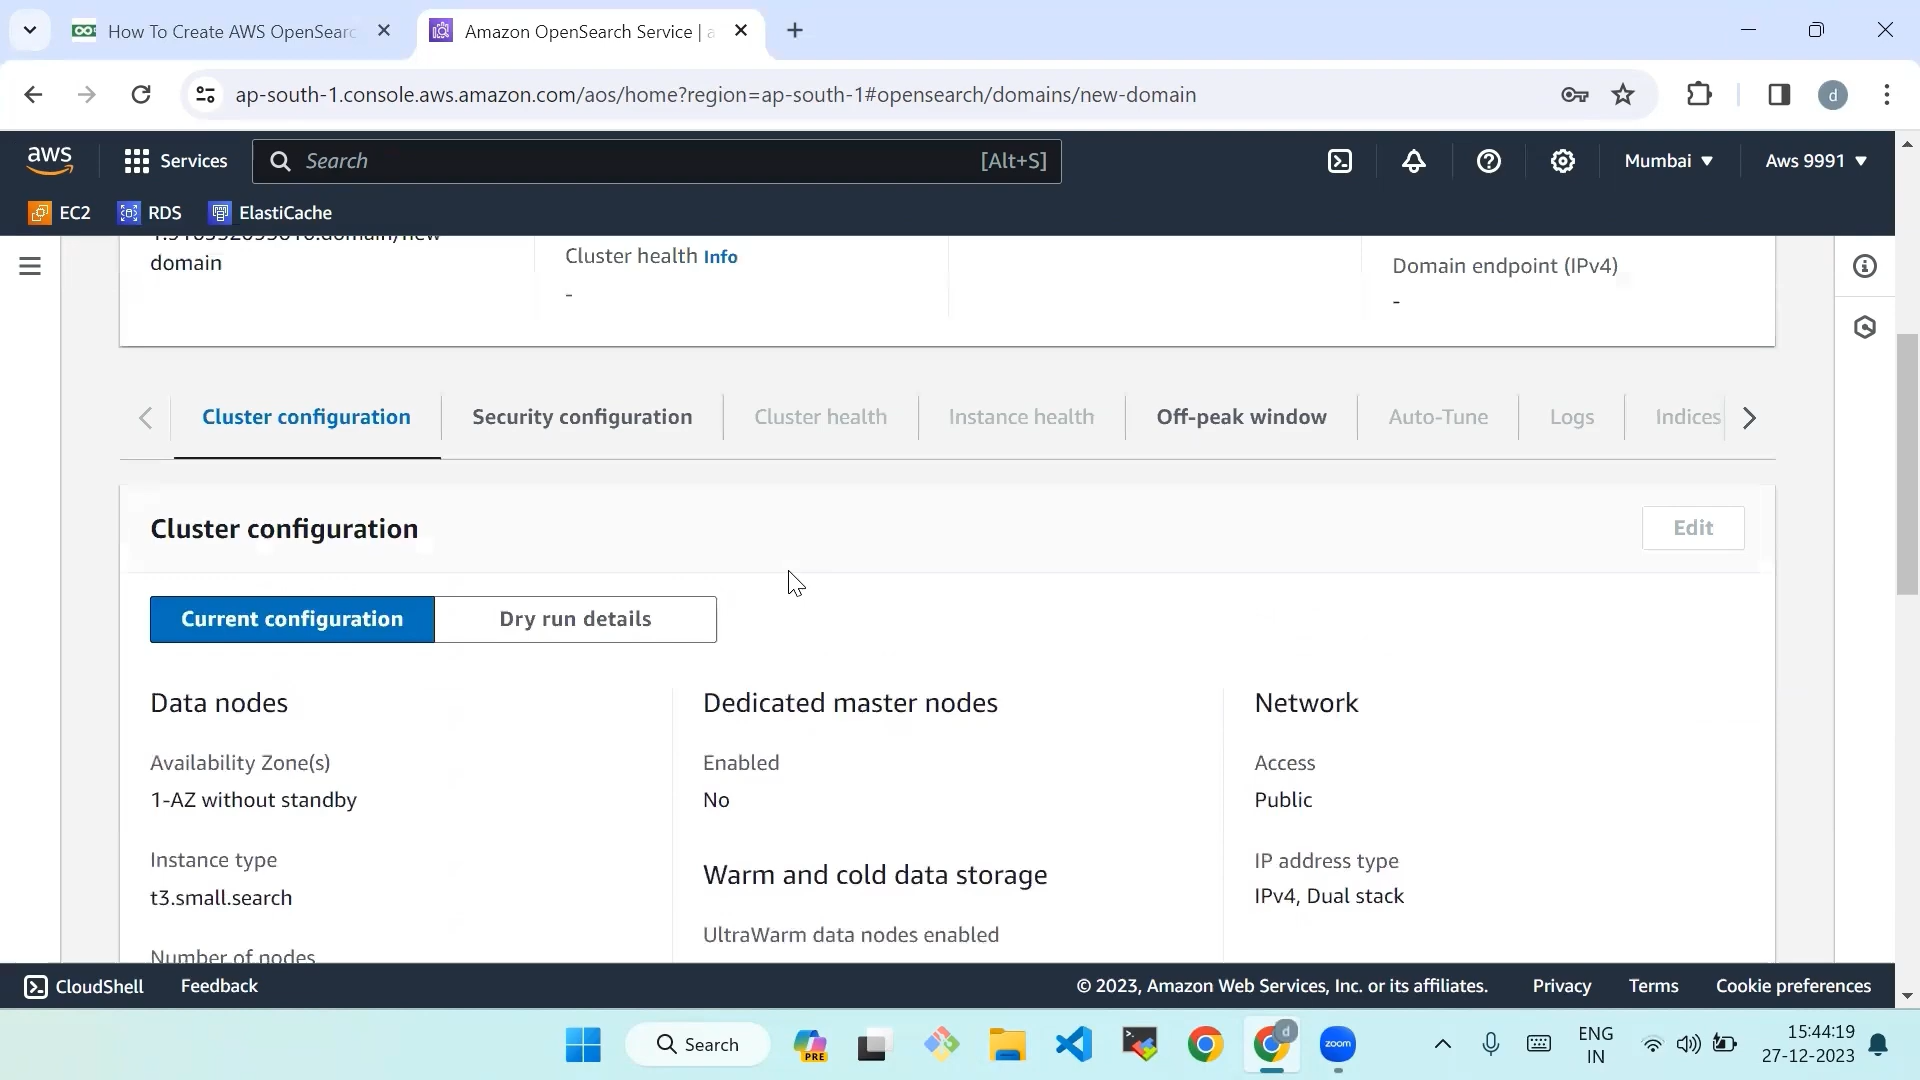 How To Create AWS OpenSearc
Amazon OpenSearch Service | a
ap-south-1.console.aws.amazon.com/aos/home?region=ap-south-1#opensearch/domains/new-domain
d
aws
Services
Search
[Alt+S]
Mumbai
Aws 9991
EC2
RDS
ElastiCache
domain
Cluster health Info
-
Domain endpoint (IPv4)
-
Cluster configuration
Security configuration
Cluster health
Instance health
Off-peak window
Auto-Tune
Logs
Indices
Cluster configuration
Edit
Current configuration
Dry run details
Data nodes
Dedicated master nodes
Network
Availability Zone(s)
Enabled
Access
1-AZ without standby
No
Public
Instance type
Warm and cold data storage
IP address type
t3.small.search
IPv4, Dual stack
UltraWarm data nodes enabled
Number of nodes
CloudShell
Feedback
© 2023, Amazon Web Services, Inc. or its affiliates.
Privacy
Terms
Cookie preferences
Search
PRE
d
zoom
ENG
IN
15:44:19
27-12-2023